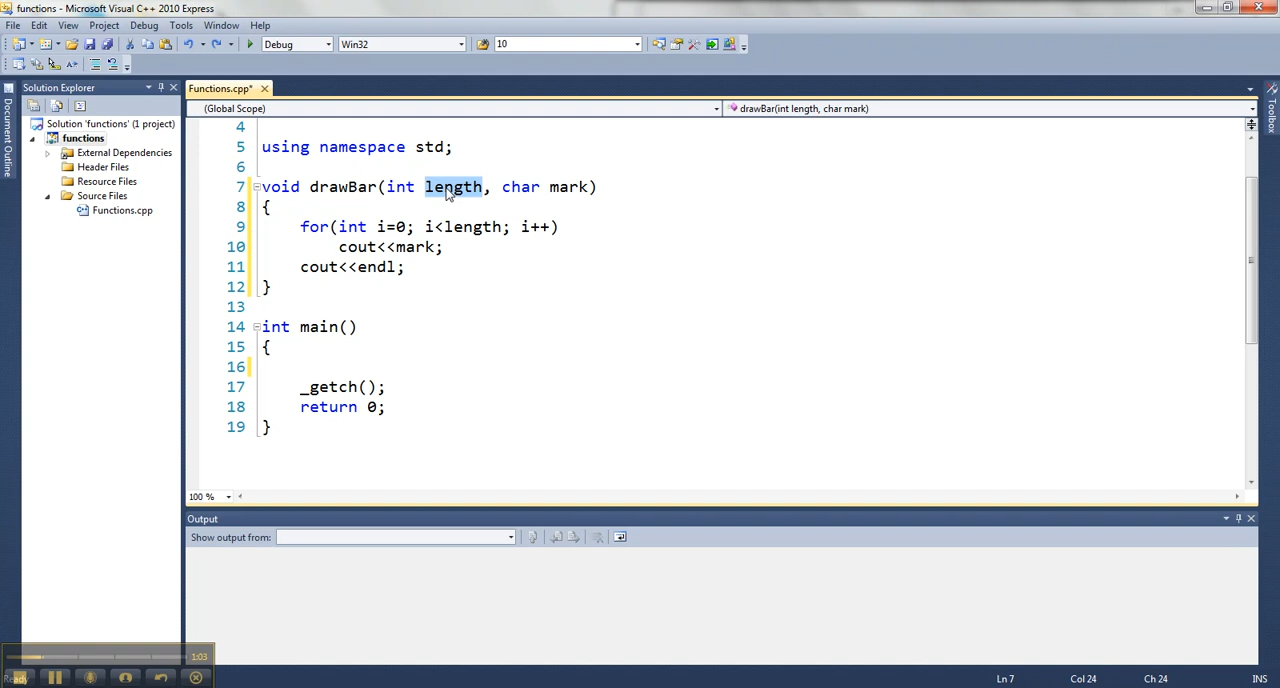 functions - Microsoft Visual C++ 2010 Express
File Edit View Project Debug Tools Window Help
Debug Win32 10
Document Outline
Solution Explorer
Functions.cpp*
Toolbox
(Global Scope) drawBar(int length, char mark)
Solution 'functions' (1 project)
functions
External Dependencies
Header Files
Resource Files
Source Files
Functions.cpp
4
5 using namespace std;
6
7 void drawBar(int length, char mark)
8 {
9 for(int i=0; i<length; i++)
10 cout<<mark;
11 cout<<endl;
12 }
13
14 int main()
15 {
16
17 _getch();
18 return 0;
19 }
100 %
Output
Show output from:
1:03
Ready
Ln 7 Col 24 Ch 24 INS